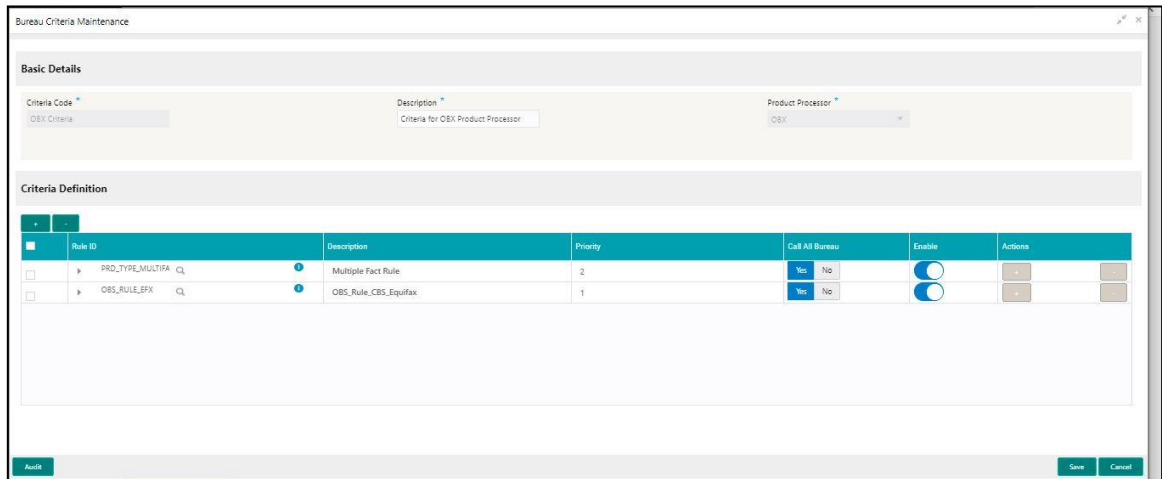 Bureau Criteria Maintenance
Basic Details
Criteria Code *
Description *
Product Processor *
OBX Criteria
Criteria for OBX Product Processor
OBX
Criteria Definition
+ -
Rule ID Description Priority Call All Bureau Enable Actions
PRD_TYPE_MULTIFA Multiple Fact Rule 2 Yes No + -
OBS_RULE_EFX OBS_Rule_CBS_Equifax 1 Yes No + -
Audit Save Cancel